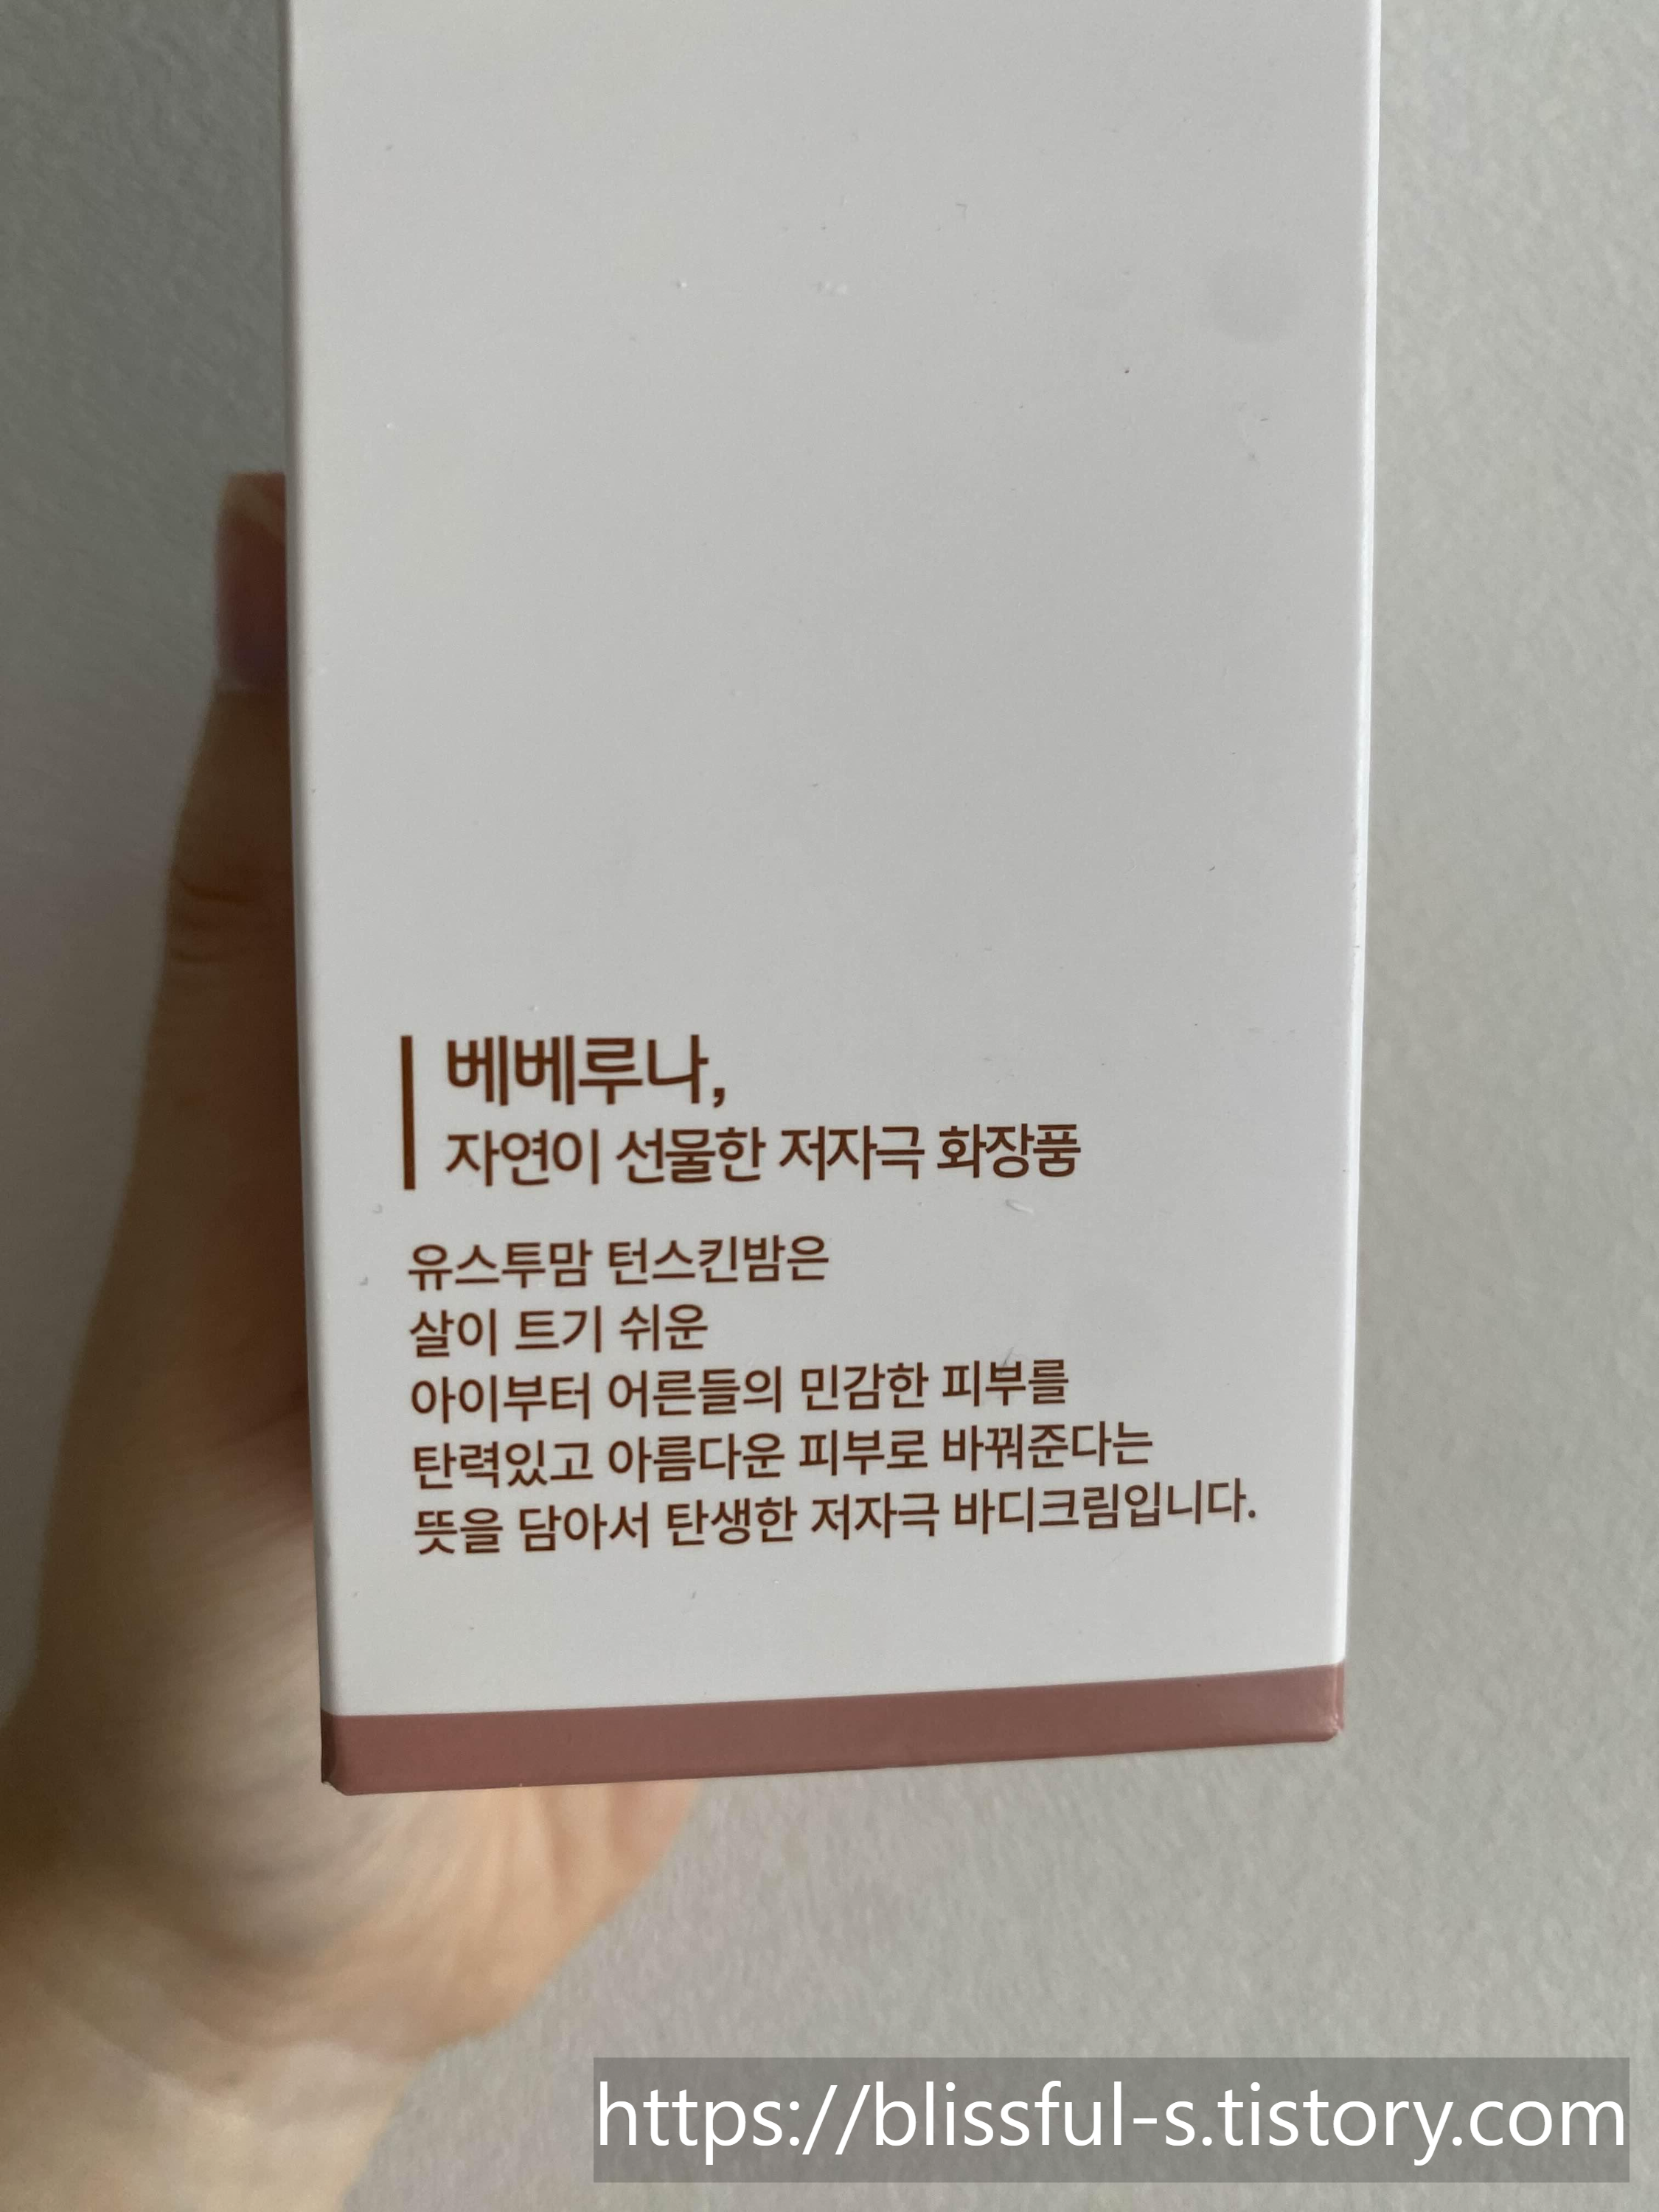 베베루나,
자연이 선물한 저자극 화장품
유스투맘 턴스킨밤은
살이 트기 쉬운
아이부터 어른들의 민감한 피부를
탄력있고 아름다운 피부로 바꿔준다는
뜻을 담아서 탄생한 저자극 바디크림입니다.
https://blissful-s.tistory.com